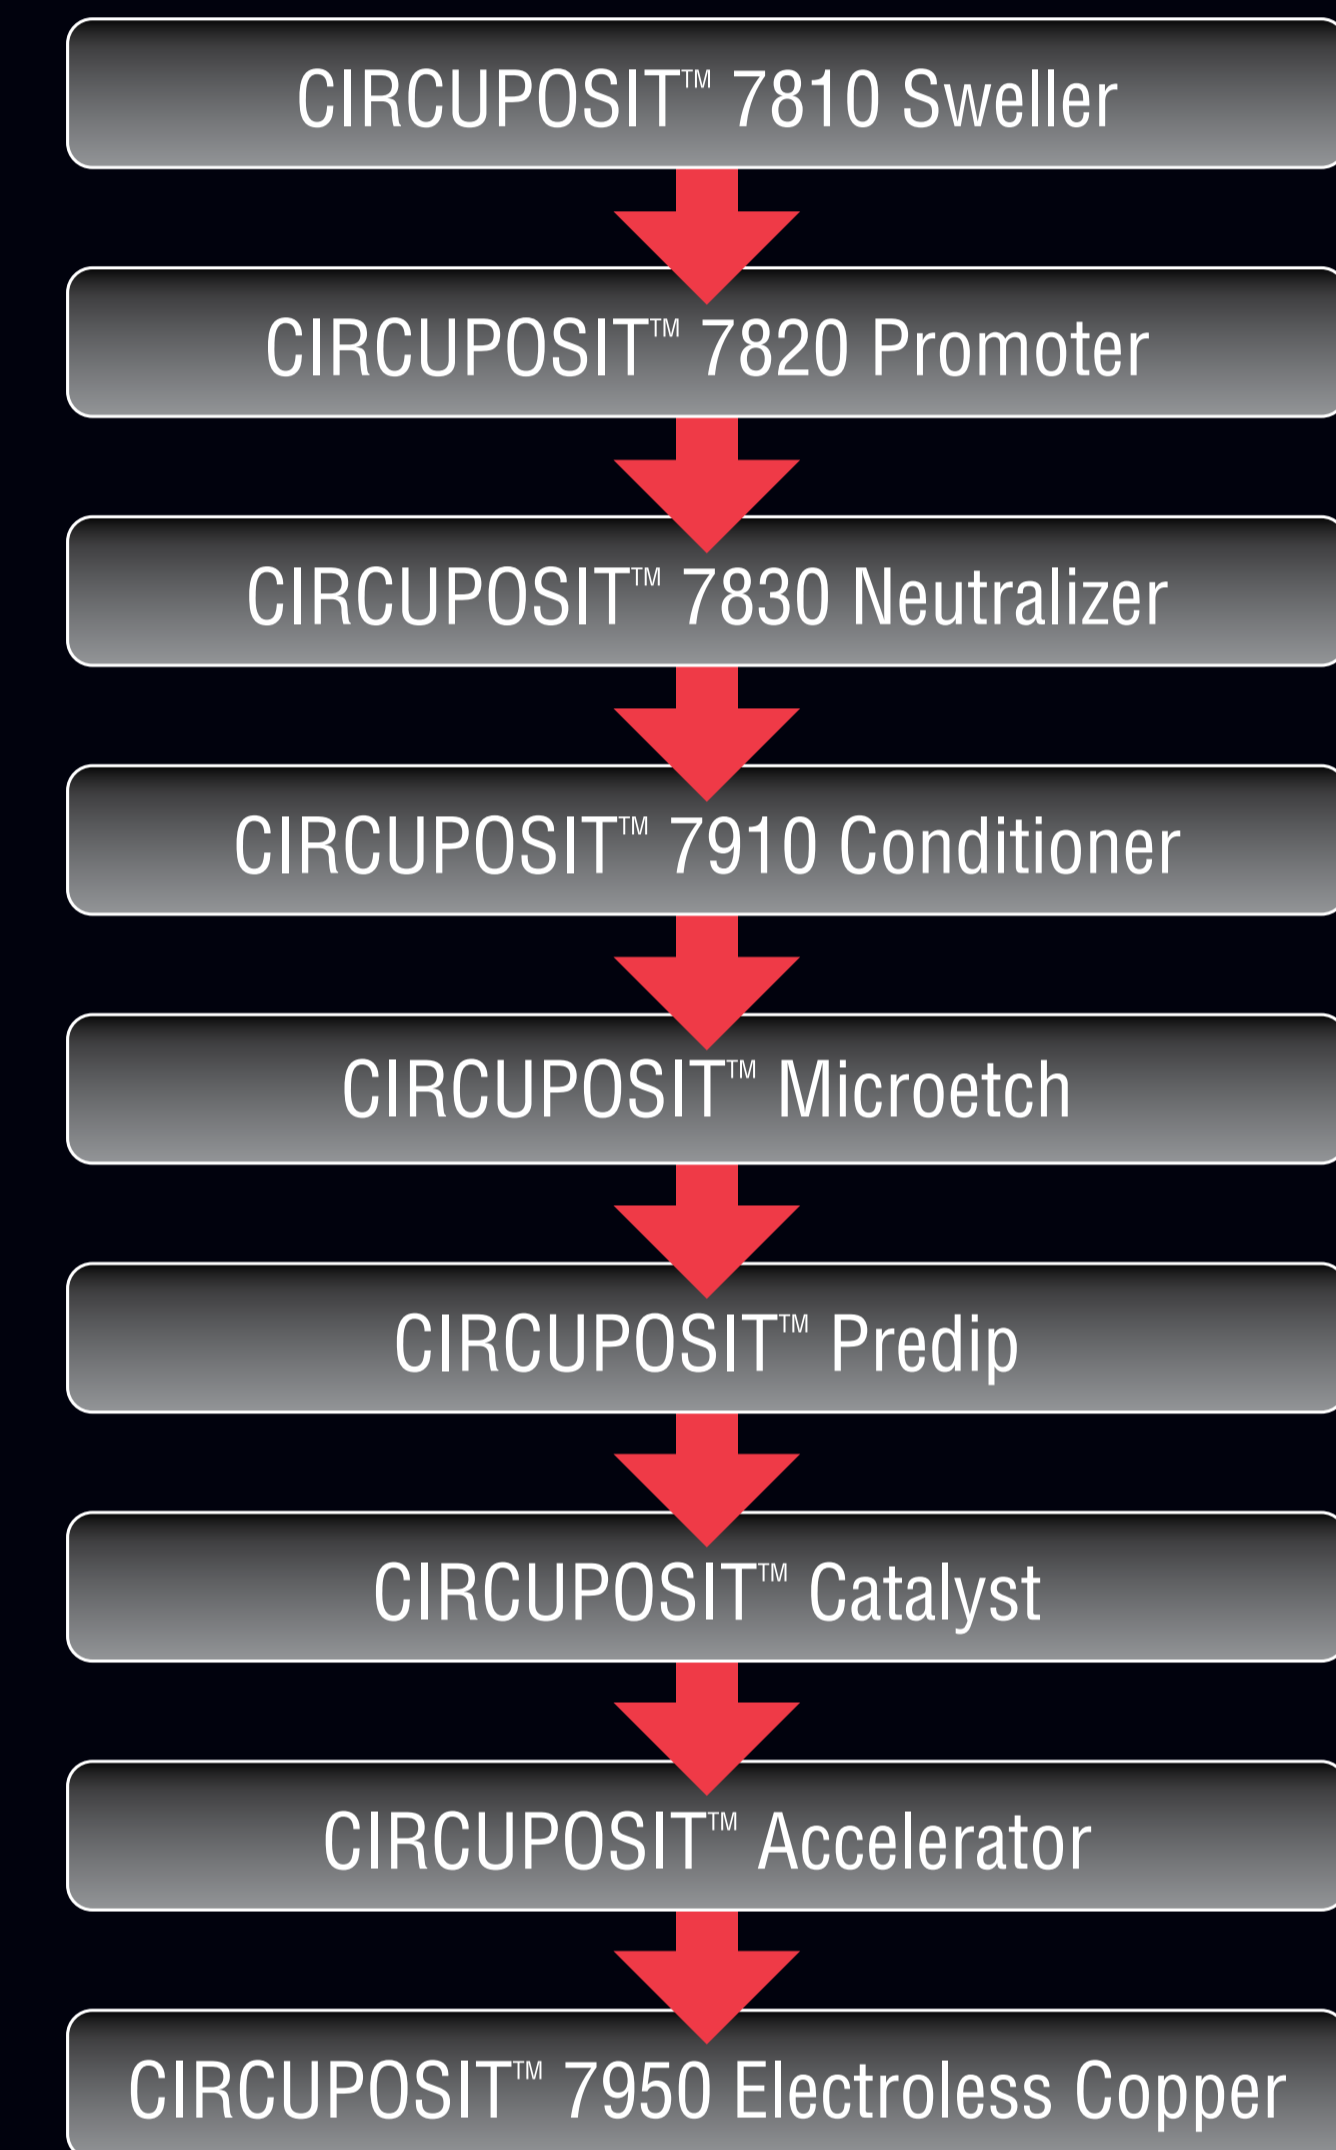 CIRCUPOSIT™ 7810 Sweller
CIRCUPOSIT™ 7820 Promoter
CIRCUPOSIT™ 7830 Neutralizer
CIRCUPOSIT™ 7910 Conditioner
CIRCUPOSIT™ Microetch
CIRCUPOSIT™ Predip
CIRCUPOSIT™ Catalyst
CIRCUPOSIT™ Accelerator
CIRCUPOSIT™ 7950 Electroless Copper